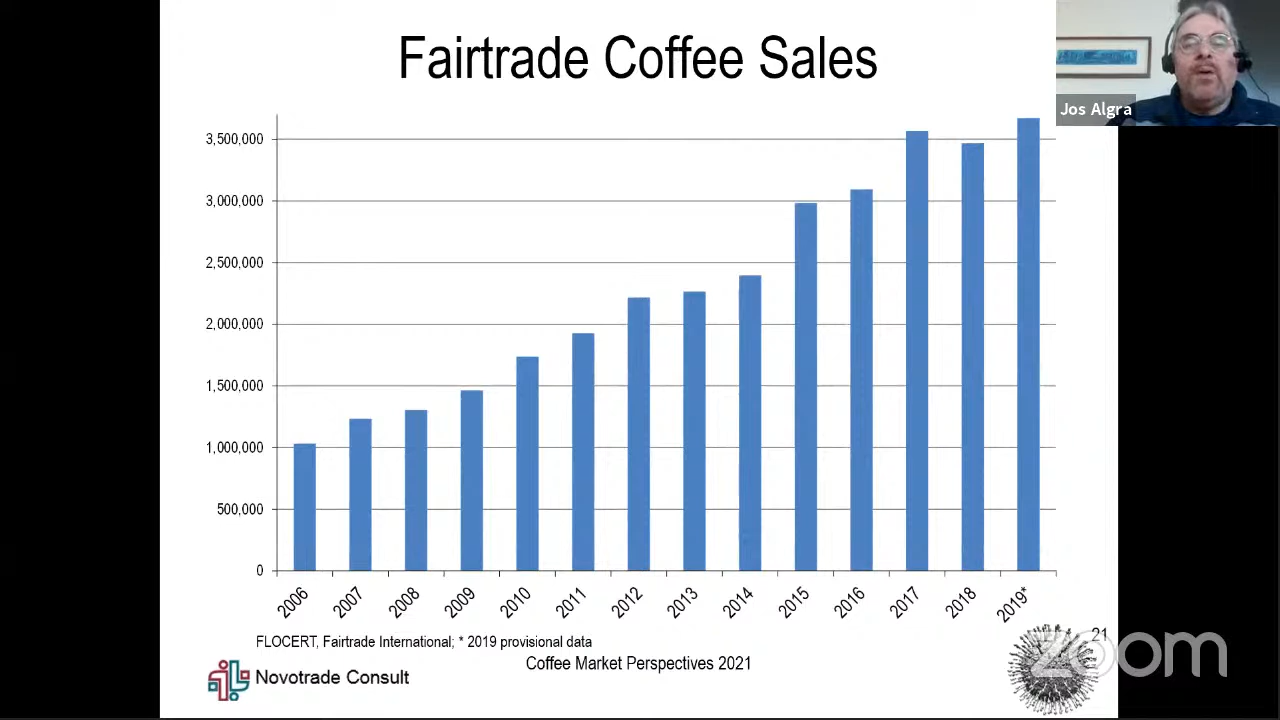 Fairtrade Coffee Sales
Jos Algra
3,500,000
3,000,000
2,500,000
2,000,000
1,500,000
1,000,000
500,000
0
2006 2007 2008 2009 2010 2011 2012 2013 2014 2015 2016 2017 2018 2019*
FLOCERT, Fairtrade International; * 2019 provisional data
21
Coffee Market Perspectives 2021
Novotrade Consult
zoom